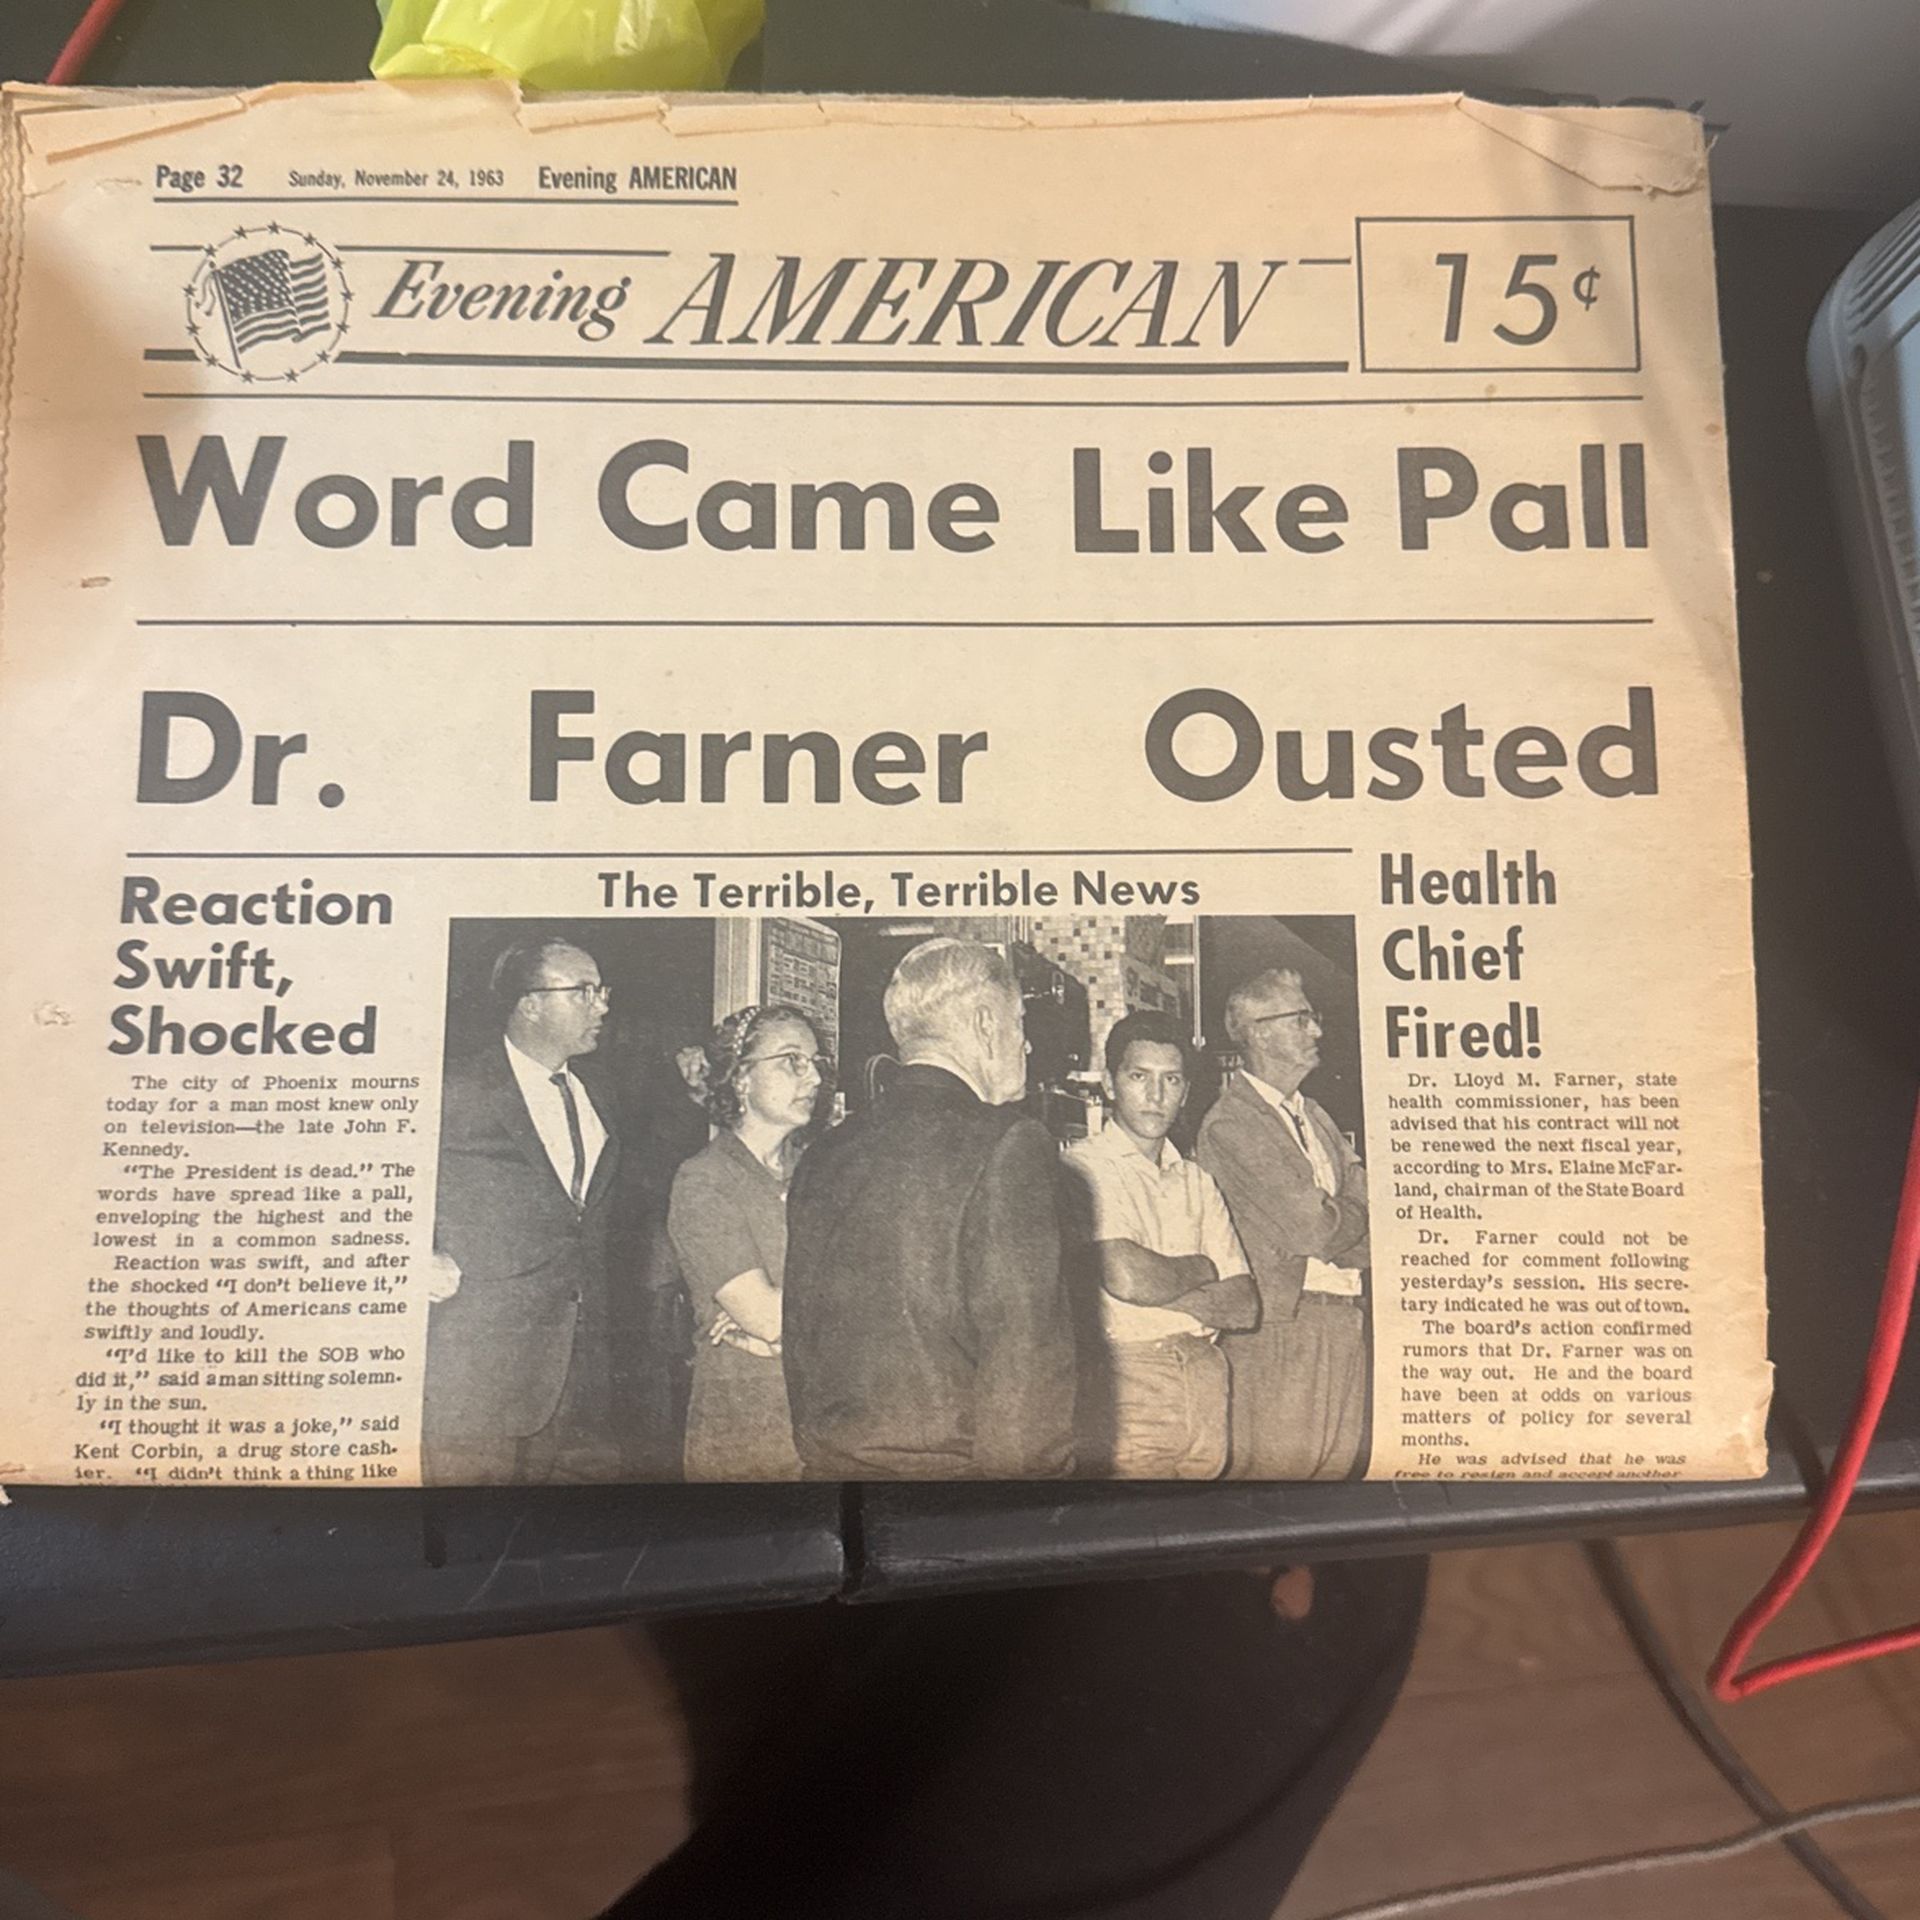 Page 32 Sunday, November 24, 1963 Evening AMERICAN
Evening AMERICAN 15¢
Word Came Like Pall
Dr. Farner Ousted
Reaction
Swift,
Shocked
The city of Phoenix mourns
today for a man most knew only
on television—the late John F.
Kennedy.
"The President is dead." The
words have spread like a pall,
enveloping the highest and the
lowest in a common sadness.
Reaction was swift, and after
the shocked "I don't believe it,"
the thoughts of Americans came
swiftly and loudly.
"I'd like to kill the SOB who
did it," said a man sitting solemn-
ly in the sun.
"I thought it was a joke," said
Kent Corbin, a drug store cash-
ier. "I didn't think a thing like
The Terrible, Terrible News
Health
Chief
Fired!
Dr. Lloyd M. Farner, state
health commissioner, has been
advised that his contract will not
be renewed the next fiscal year,
according to Mrs. Elaine McFar-
land, chairman of the State Board
of Health.
Dr. Farner could not be
reached for comment following
yesterday's session. His secre-
tary indicated he was out of town.
The board's action confirmed
rumors that Dr. Farner was on
the way out. He and the board
have been at odds on various
matters of policy for several
months.
He was advised that he was
free to resign and accept another